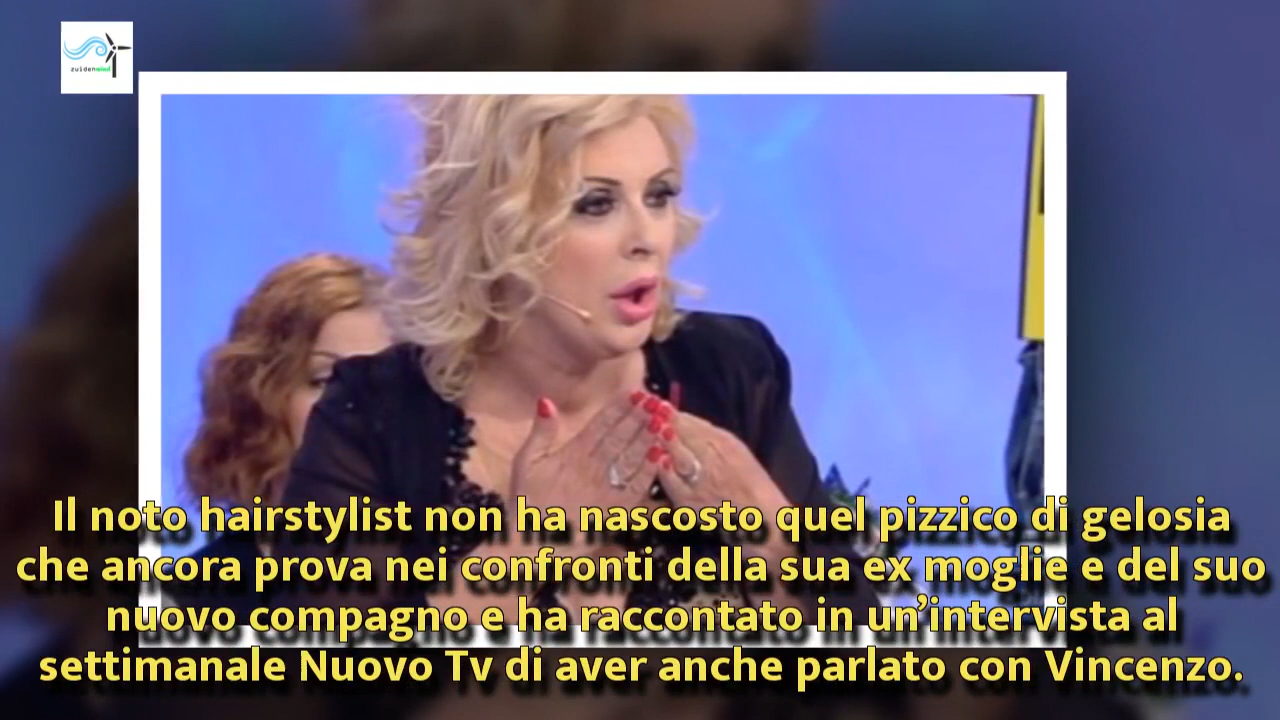 zuidenwind
Il noto hairstylist non ha nascosto quel pizzico di gelosia
che ancora prova nei confronti della sua ex moglie e del suo
nuovo compagno e ha raccontato in un’intervista al
settimanale Nuovo Tv di aver anche parlato con Vincenzo.